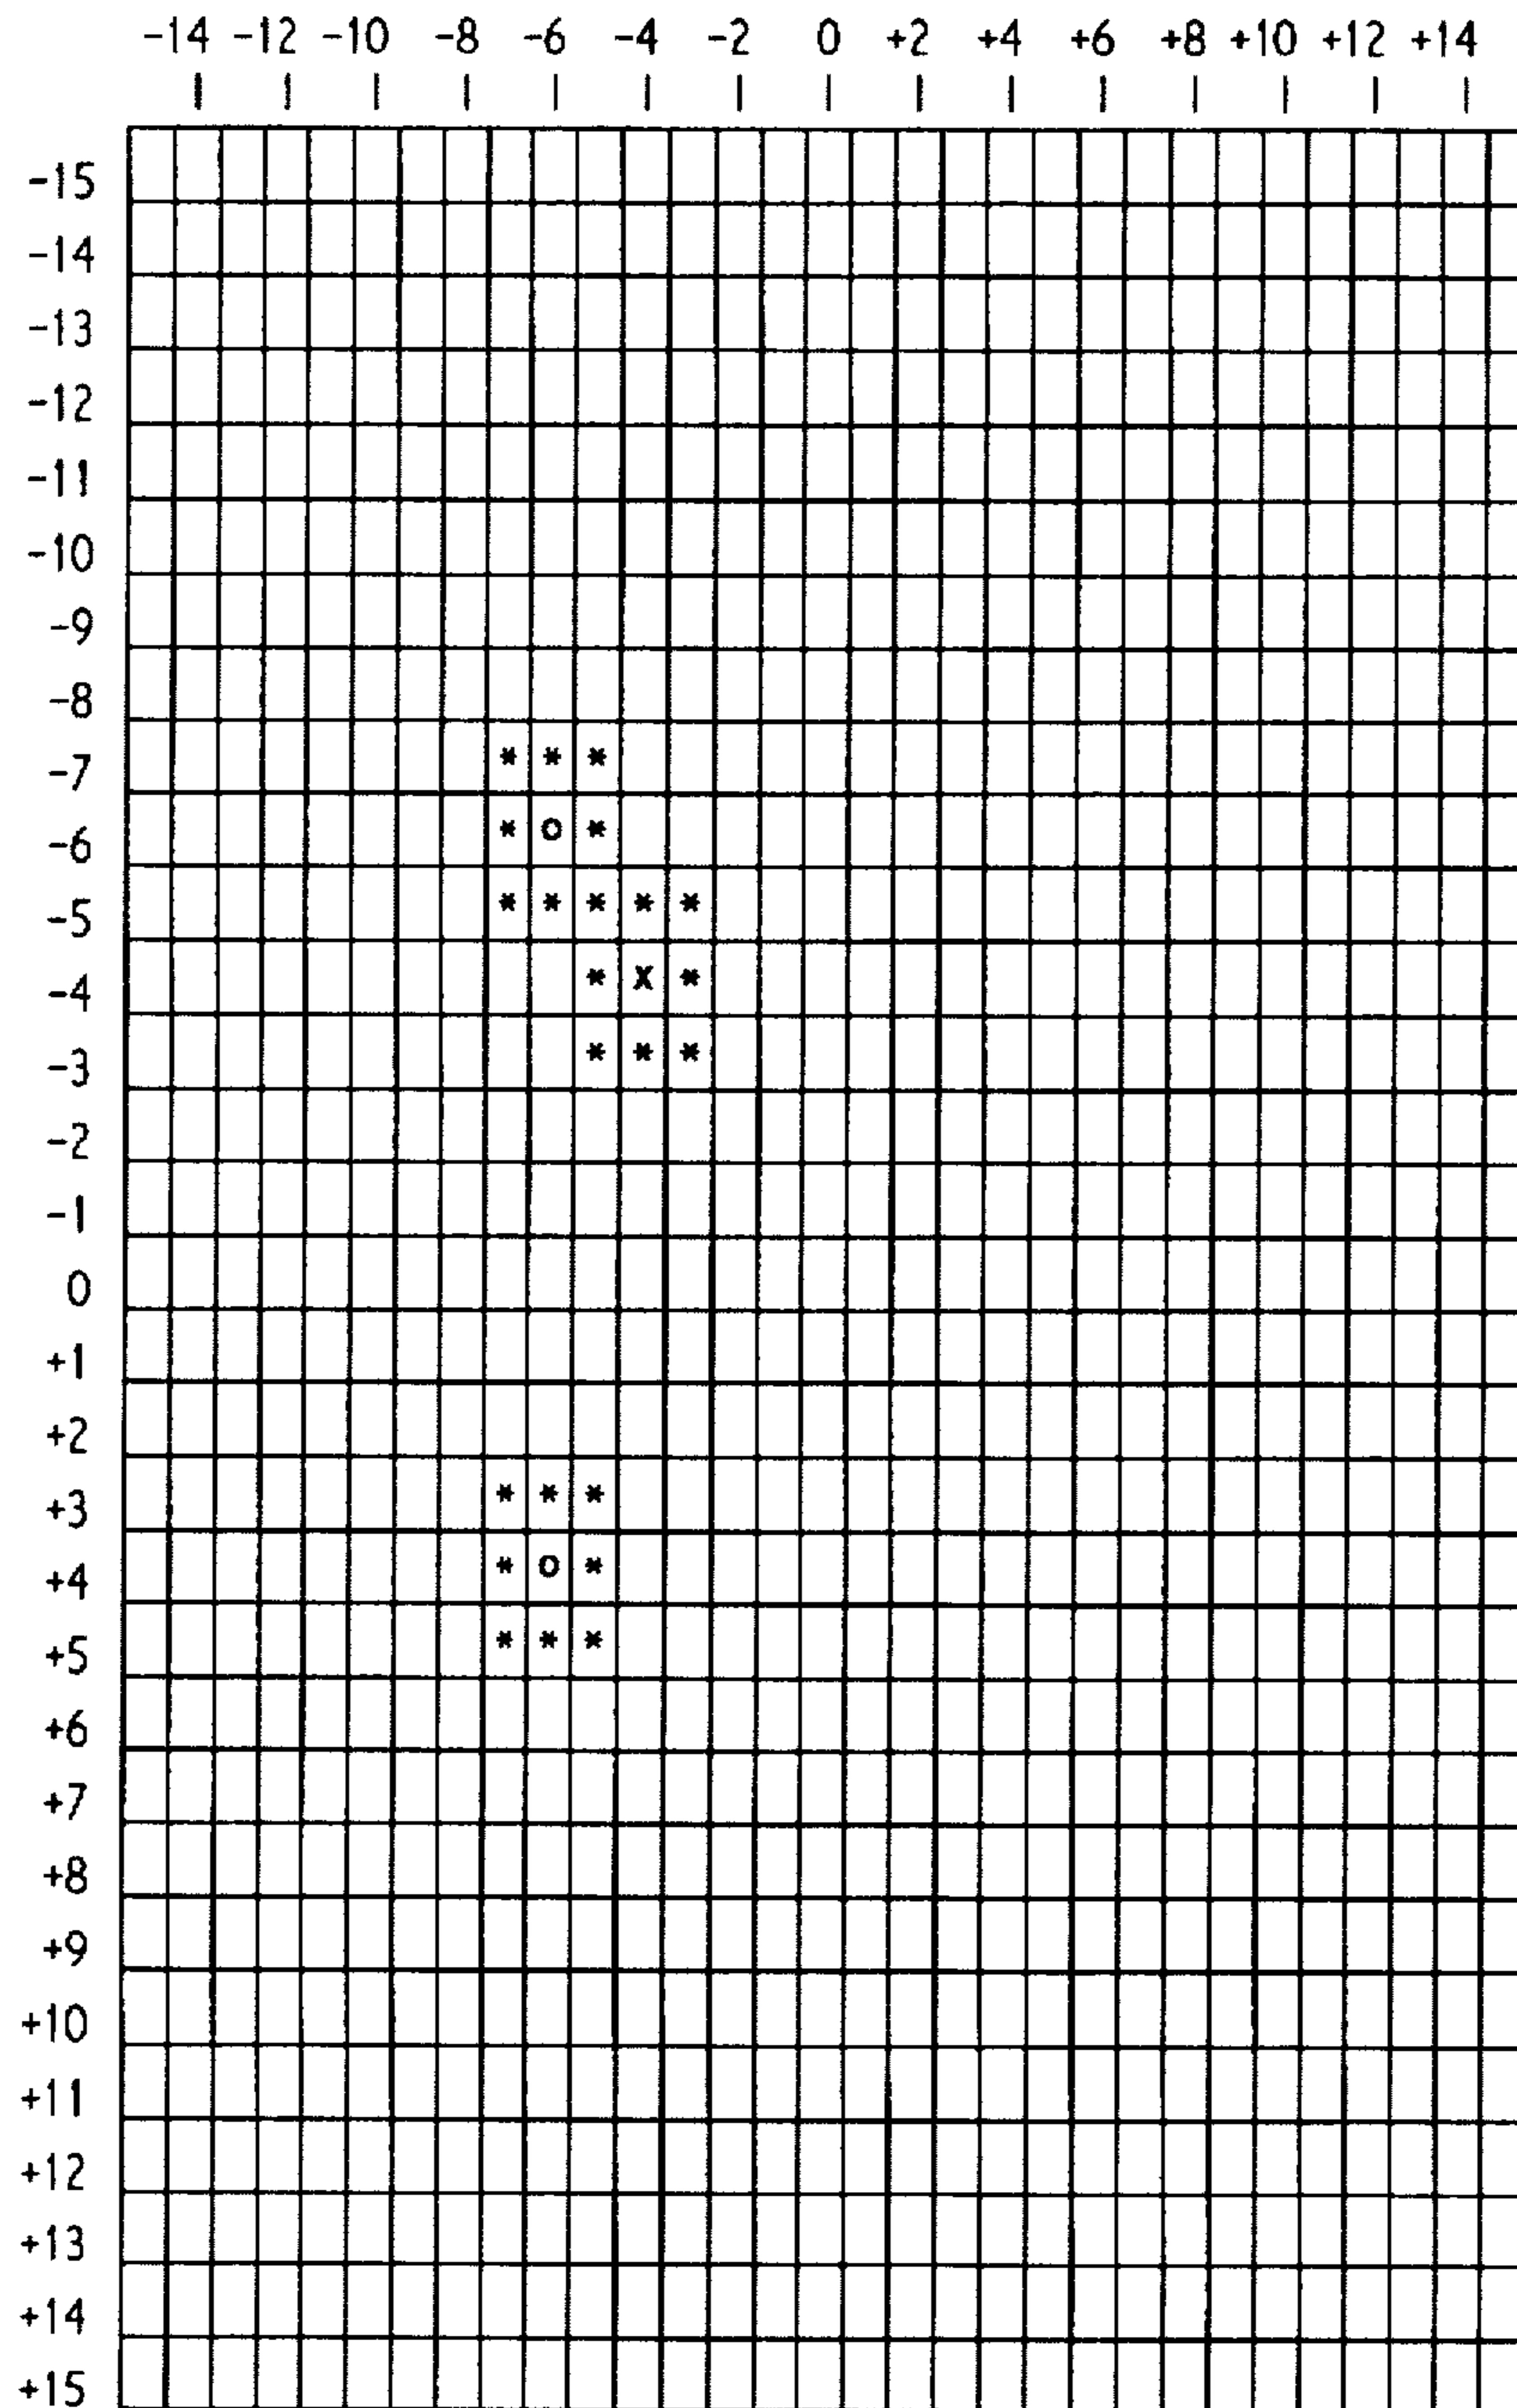 -14 -12 -10 -8 -6 -4 -2 0 +2 +4 +6 +8 +10 +12 +14
-15
-14
-13
-12
-11
-10
-9
-8
-7 * * *
-6 * o *
-5 * * * * *
-4 * X *
-3 * * *
-2
-1
0
+1
+2
+3 * * *
+4 * o *
+5 * * *
+6
+7
+8
+9
+10
+11
+12
+13
+14
+15